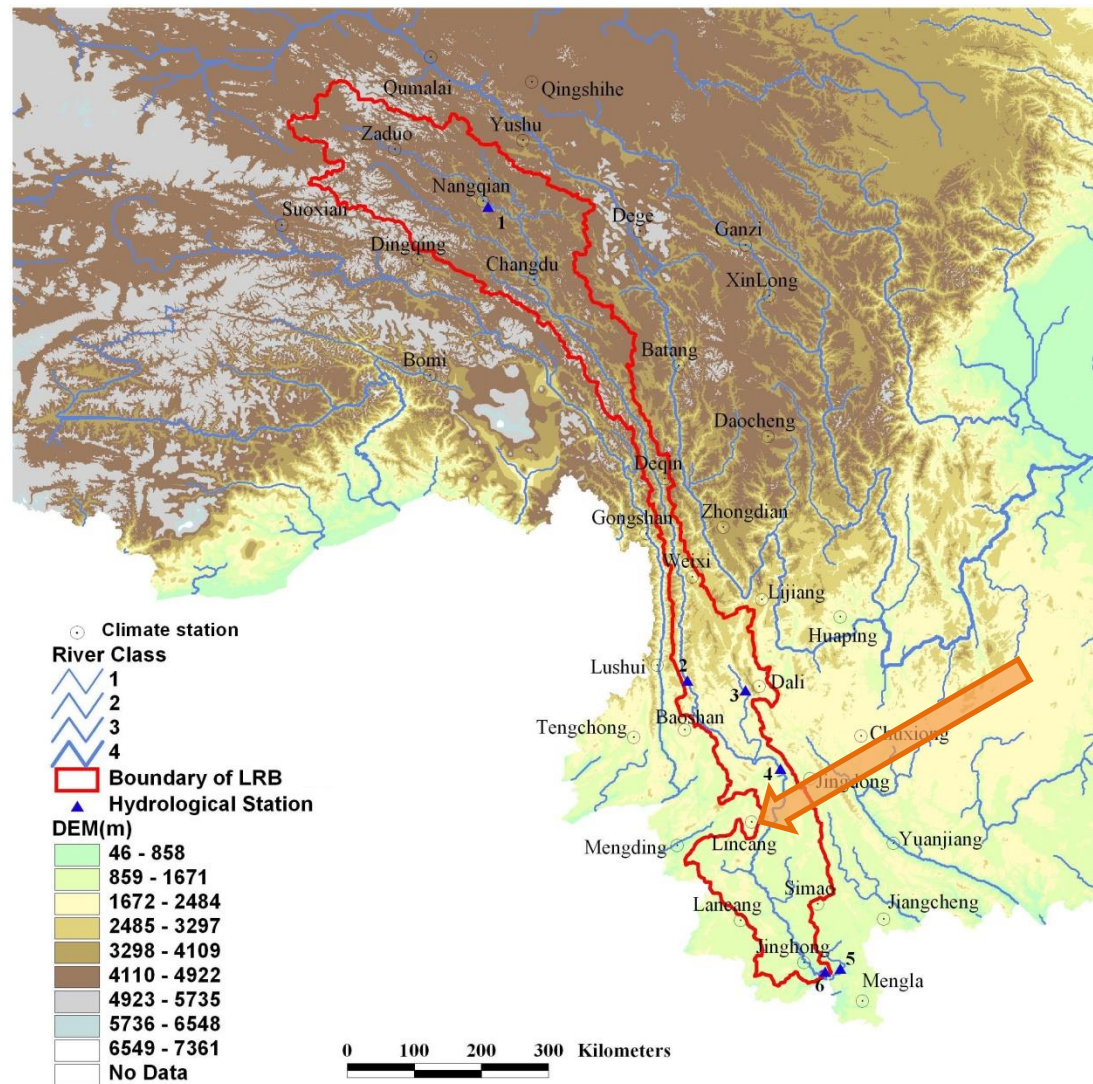 Qumalai
Qingshihe
Yushu
Zaduo
Nangqian
1
Suoxian
Dege
Ganzi
Dingqing
Changdu
XinLong
Batang
Bomi
Daocheng
Deqin
Gongshan
Zhongdian
Weixi
Lijiang
Huaping
Lushui
2
3
Dali
Tengchong
Baoshan
Chuxiong
4
Jingdong
Mengding
Lincang
Yuanjiang
Simao
Lancang
Jiangcheng
Jinghong
5
6
Mengla
Climate station
River Class
1
2
3
4
Boundary of LRB
Hydrological Station
DEM(m)
46 - 858
859 - 1671
1672 - 2484
2485 - 3297
3298 - 4109
4110 - 4922
4923 - 5735
5736 - 6548
6549 - 7361
No Data
0 100 200 300 Kilometers